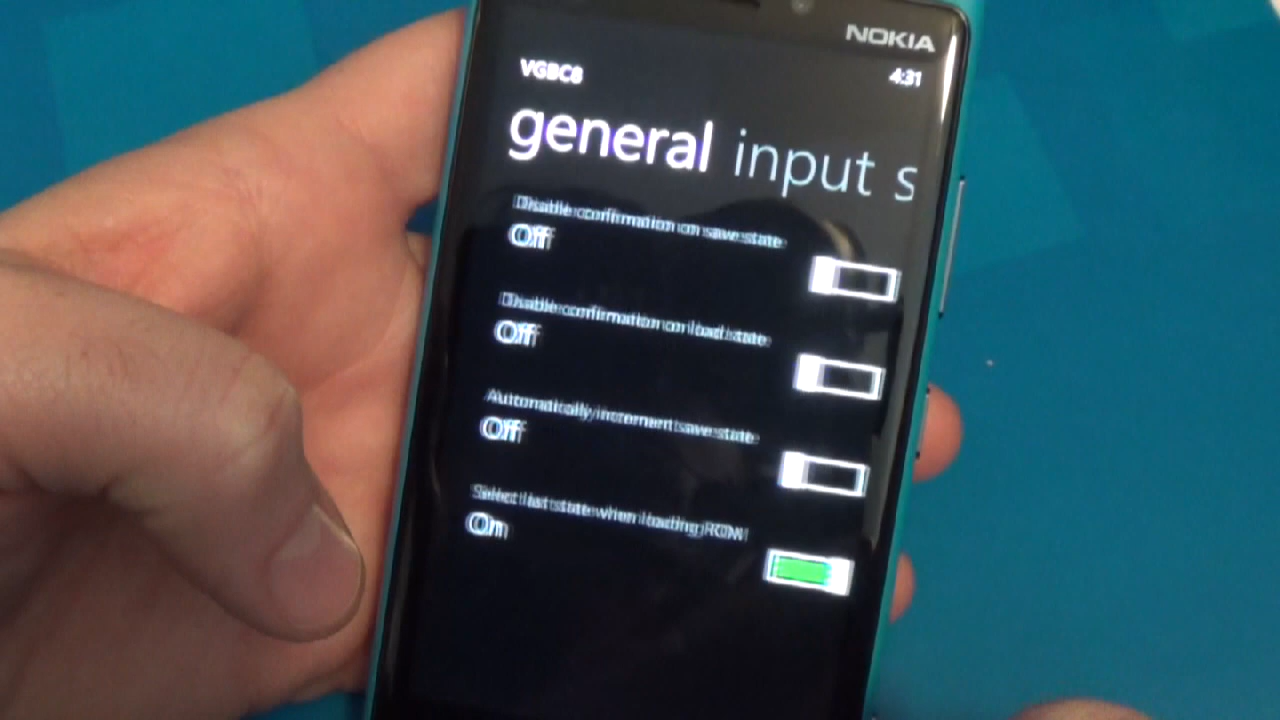 NOKIA
VGBC8
4:31
general input s
Disable confirmation on save state
Off
Disable confirmation on load state
Off
Automatically increment save state
Off
Select last state when loading ROM
On